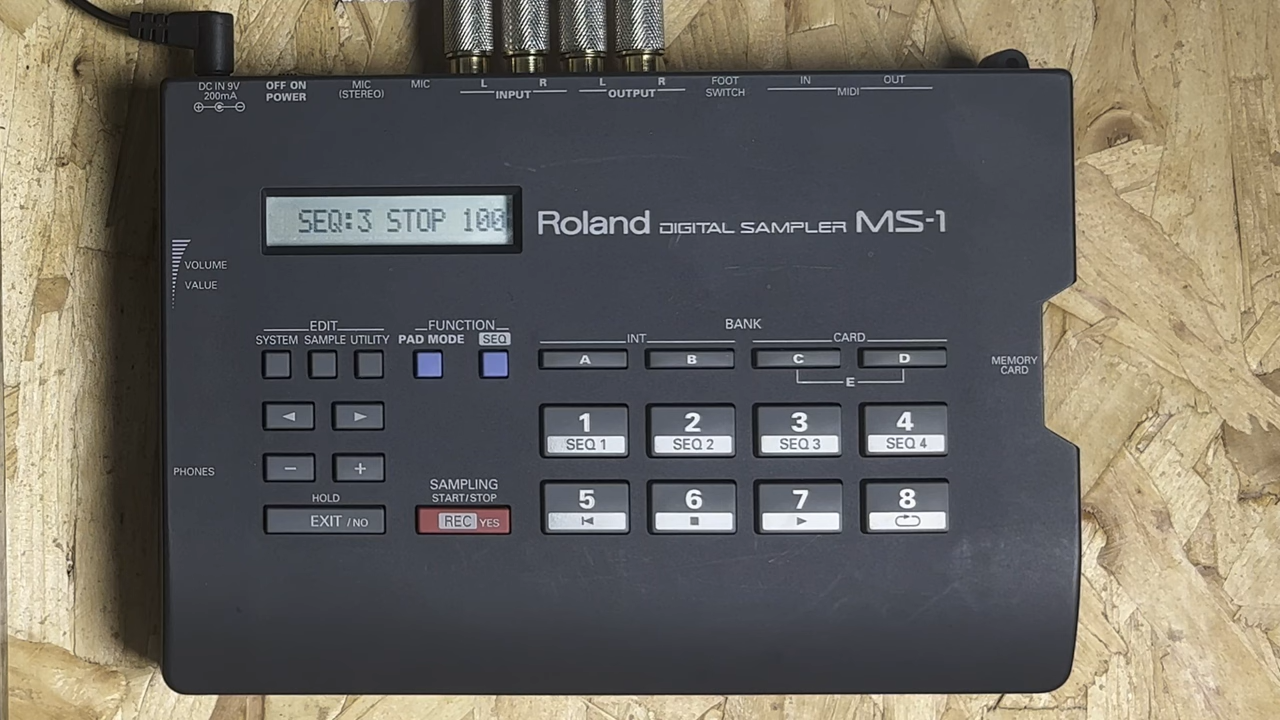 DC IN 9V
200mA
OFF ON
POWER
MIC
(STEREO)
MIC
L R
INPUT
L R
OUTPUT
FOOT
SWITCH
IN OUT
MIDI
SEQ:3 STOP 100
Roland DIGITAL SAMPLER MS-1
VOLUME
VALUE
EDIT
SYSTEM SAMPLE UTILITY
FUNCTION
PAD MODE SEQ
BANK
INT CARD
A B C D
E
MEMORY
CARD
1 2 3 4
SEQ 1 SEQ 2 SEQ 3 SEQ 4
− +
PHONES
HOLD
EXIT / NO
SAMPLING
START/STOP
REC YES
5 6 7 8